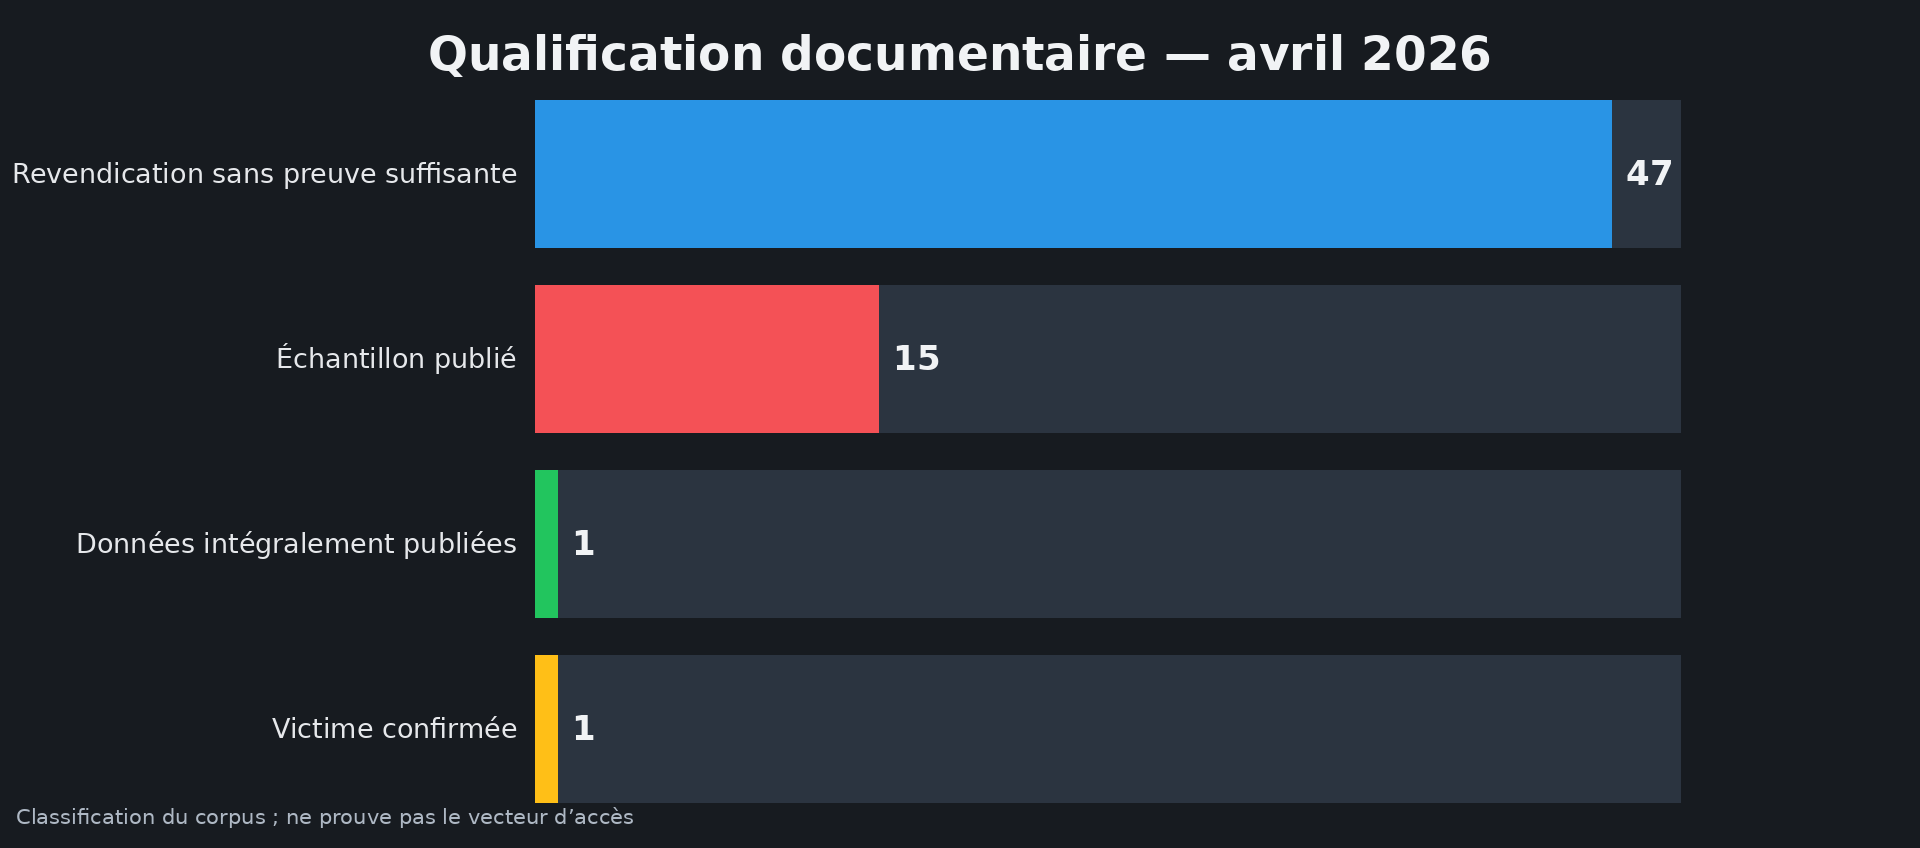 Qualification documentaire — avril 2026
Revendication sans preuve suffisante
47
Échantillon publié
15
Données intégralement publiées
1
Victime confirmée
1
Classification du corpus ; ne prouve pas le vecteur d’accès